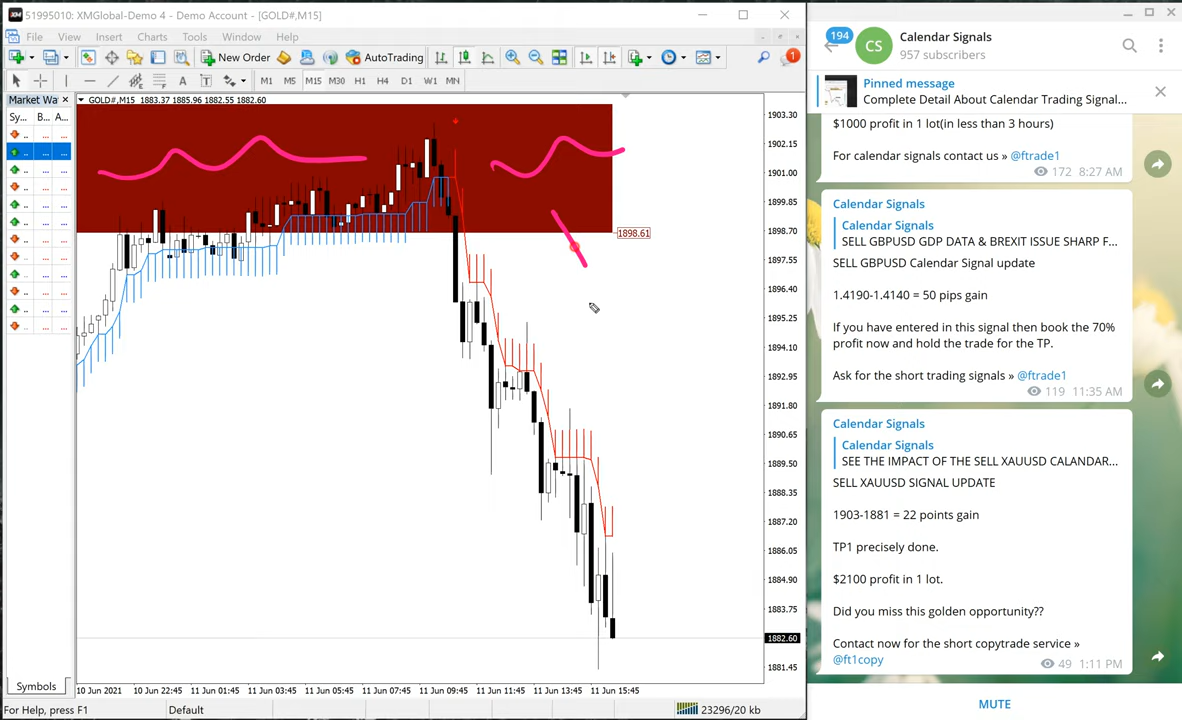 51995010: XMGlobal-Demo 4 - Demo Account - [GOLD#,M15]
File View Insert Charts Tools Window Help
New Order AutoTrading 1
A T M1 M5 M15 M30 H1 H4 D1 W1 MN
Market Wa
Sy... B... A...
GOLD#,M15 1883.37 1885.96 1882.55 1882.60
1903.30
1902.15
1901.00
1899.85
1898.70
1898.61
1897.55
1896.40
1895.25
1894.10
1892.95
1891.80
1890.65
1889.50
1888.35
1887.20
1886.05
1884.90
1883.75
1882.60
1881.45
10 Jun 2021 10 Jun 22:45 11 Jun 01:45 11 Jun 03:45 11 Jun 05:45 11 Jun 07:45 11 Jun 09:45 11 Jun 11:45 11 Jun 13:45 11 Jun 15:45
Symbols
For Help, press F1 Default 23296/20 kb
194
CS
Calendar Signals
957 subscribers
Pinned message
Complete Detail About Calendar Trading Signal...
$1000 profit in 1 lot(in less than 3 hours)
For calendar signals contact us » @ftrade1
172 8:27 AM
Calendar Signals
Calendar Signals
SELL GBPUSD GDP DATA & BREXIT ISSUE SHARP F...
SELL GBPUSD Calendar Signal update
1.4190-1.4140 = 50 pips gain
If you have entered in this signal then book the 70%
profit now and hold the trade for the TP.
Ask for the short trading signals » @ftrade1
119 11:35 AM
Calendar Signals
Calendar Signals
SEE THE IMPACT OF THE SELL XAUUSD CALANDAR...
SELL XAUUSD SIGNAL UPDATE
1903-1881 = 22 points gain
TP1 precisely done.
$2100 profit in 1 lot.
Did you miss this golden opportunity??
Contact now for the short copytrade service »
@ft1copy
49 1:11 PM
MUTE